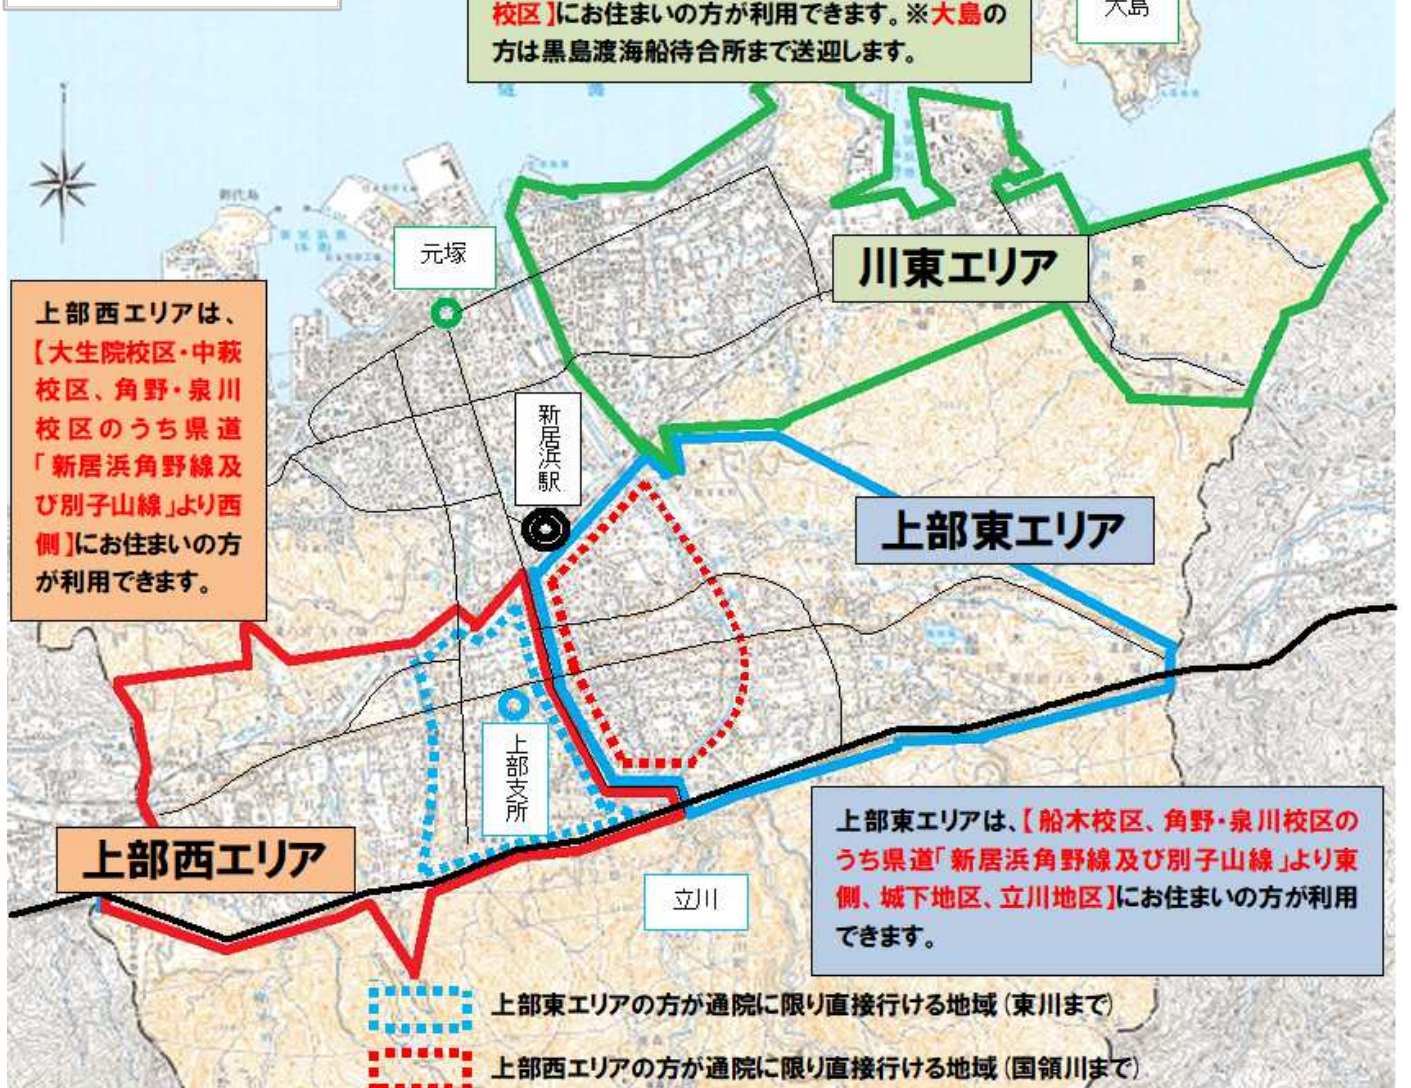 校区】にお住まいの方が利用できます。※大島の
方は黒島渡海船待合所まで送迎します。
大島
元塚
川東エリア
上部西エリアは、
【大生院校区・中萩
校区、角野・泉川
校区のうち県道
「新居浜角野線及
び別子山線」より西
側】にお住まいの方
が利用できます。
新居浜駅
上部東エリア
上部支所
上部西エリア
立川
上部東エリアは、【船木校区、角野・泉川校区の
うち県道「新居浜角野線及び別子山線」より東
側、城下地区、立川地区】にお住まいの方が利用
できます。
上部東エリアの方が通院に限り直接行ける地域(東川まで)
上部西エリアの方が通院に限り直接行ける地域(国領川まで)